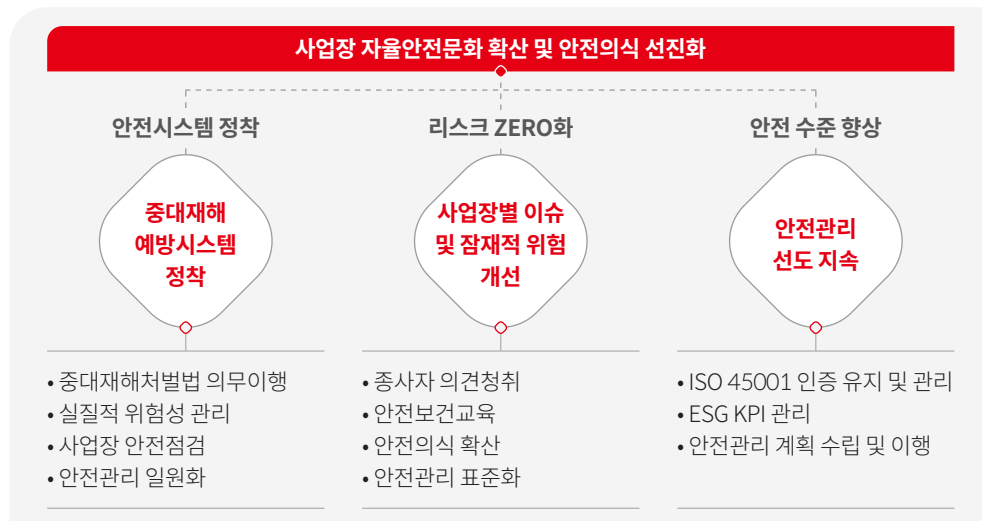 사업장 자율안전문화 확산 및 안전의식 선진화
안전시스템 정착
중대재해
예방시스템
정착
• 중대재해처벌법 의무이행
• 실질적 위험성 관리
• 사업장 안전점검
• 안전관리 일원화
리스크 ZERO화
사업장별 이슈
및 잠재적 위험
개선
• 종사자 의견청취
• 안전보건교육
• 안전의식 확산
• 안전관리 표준화
안전 수준 향상
안전관리
선도 지속
• ISO 45001 인증 유지 및 관리
• ESG KPI 관리
• 안전관리 계획 수립 및 이행